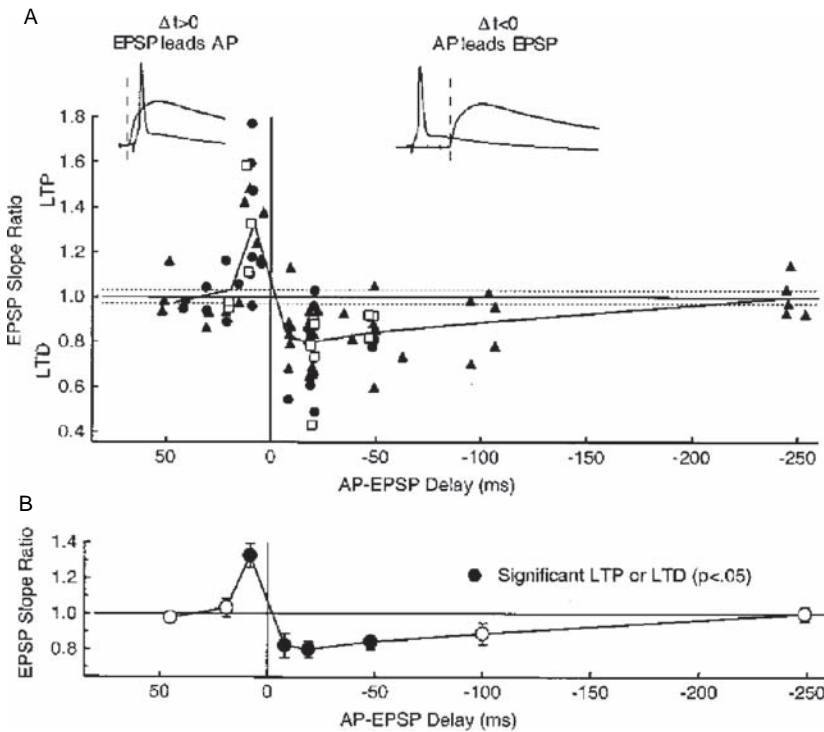 A
Δt>0
EPSP leads AP
Δt<0
AP leads EPSP
EPSP Slope Ratio
LTD
LTP
1.8
1.6
1.4
1.2
1.0
0.8
0.6
0.4
50
0
-50
-100
-150
-200
-250
AP-EPSP Delay (ms)
B
EPSP Slope Ratio
1.4
1.2
1.0
0.8
Significant LTP or LTD (p<.05)
50
0
-50
-100
-150
-200
-250
AP-EPSP Delay (ms)